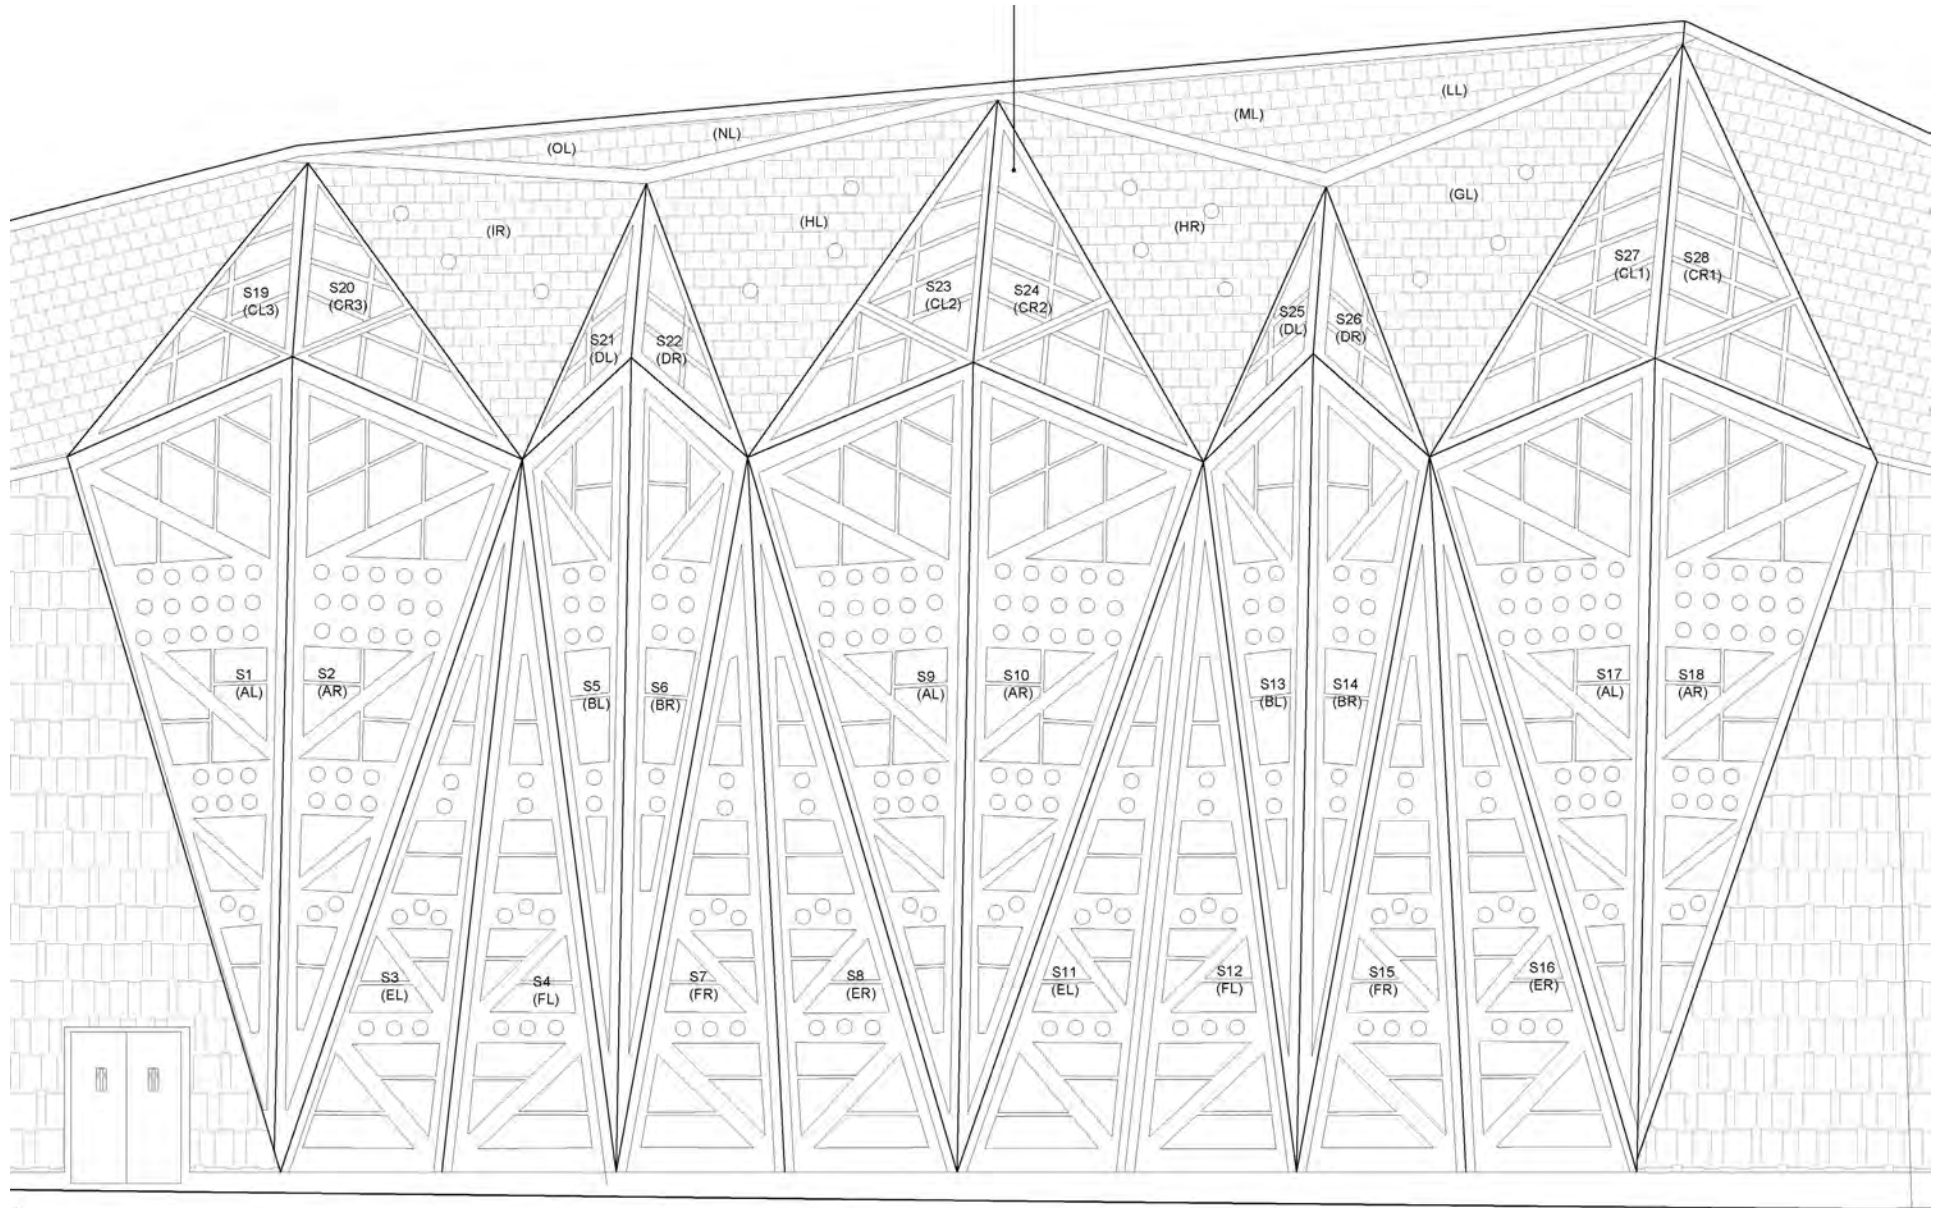 (LL)
(ML)
(NL)
(OL)
(GL)
(HL)
(HR)
(IR)
S19
(CL3)
S20
(CR3)
S21
(DL)
S22
(DR)
S23
(CL2)
S24
(CR2)
S25
(DL)
S26
(DR)
S27
(CL1)
S28
(CR1)
S1
(AL)
S2
(AR)
S5
(BL)
S6
(BR)
S9
(AL)
S10
(AR)
S13
(BL)
S14
(BR)
S17
(AL)
S18
(AR)
S3
(EL)
S4
(FL)
S7
(FR)
S8
(ER)
S11
(EL)
S12
(FL)
S15
(FR)
S16
(ER)